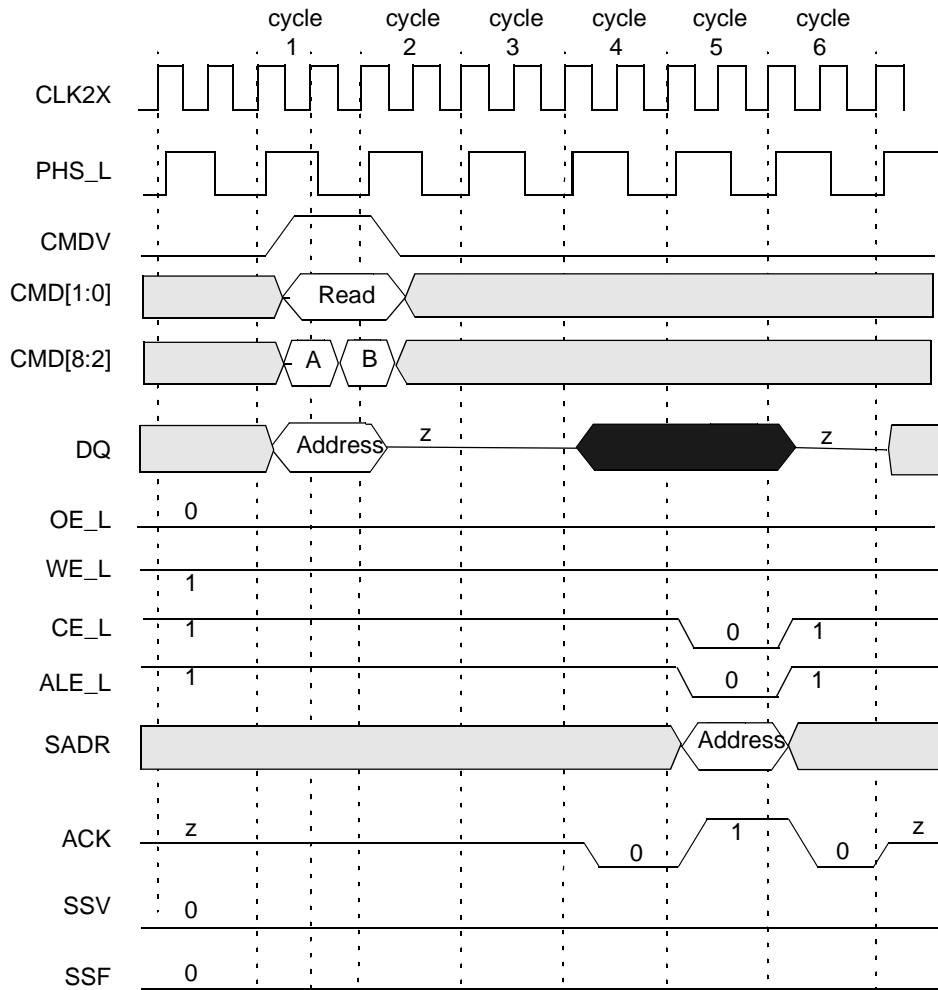 cycle 1 cycle 2 cycle 3 cycle 4 cycle 5 cycle 6
CLK2X
PHS_L
CMDV
CMD[1:0] Read
CMD[8:2] A B
DQ Address z z
OE_L 0
WE_L 1
CE_L 1 0 1
ALE_L 1 0 1
SADR Address
ACK z 0 1 0 z
SSV 0
SSF 0